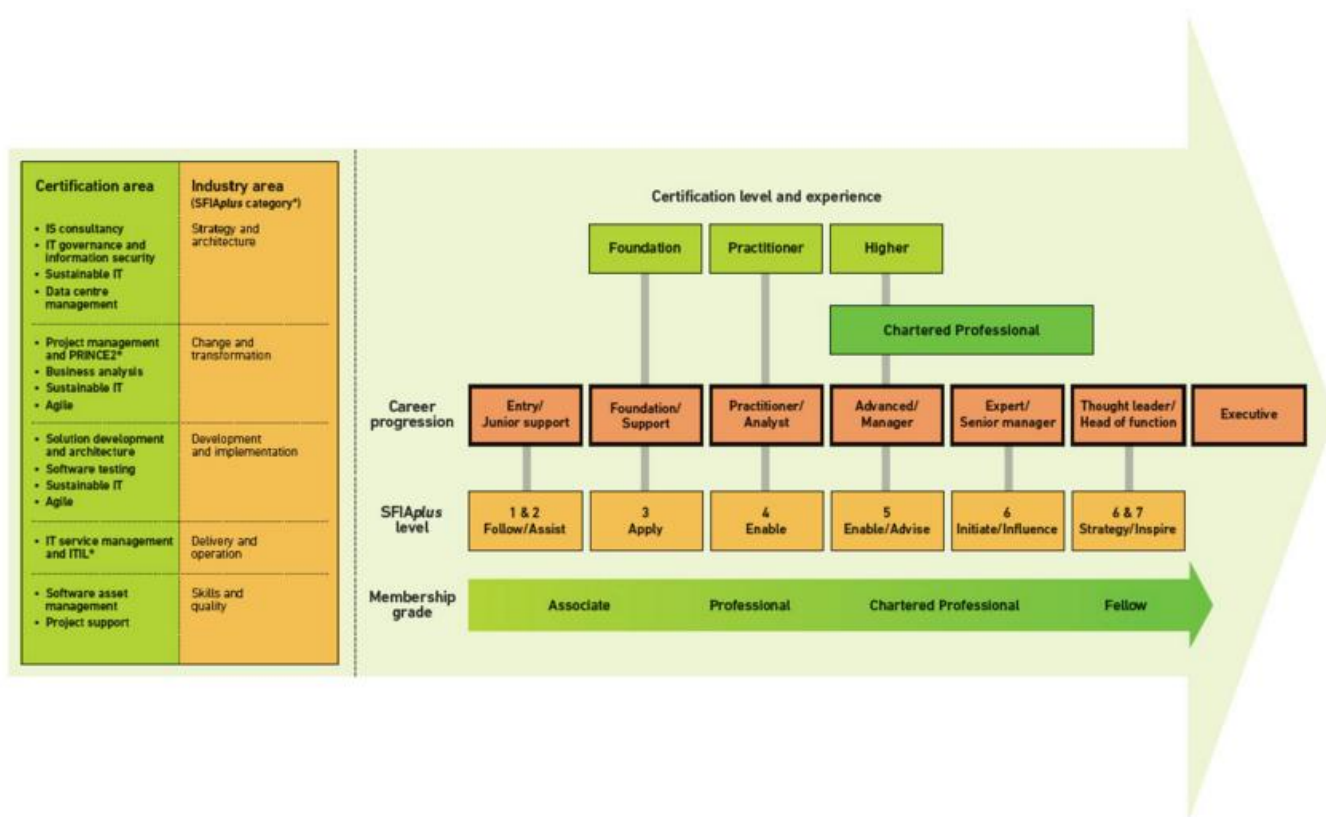 Certification area
• IS consultancy
• IT governance and
information security
• Sustainable IT
• Data centre
management
• Project management
and PRINCE2*
• Business analysis
• Sustainable IT
• Agile
• Solution development
and architecture
• Software testing
• Sustainable IT
• Agile
• IT service management
and ITIL*
• Software asset
management
• Project support
Industry area
(SFIAplus category*)
Strategy and
architecture
Change and
transformation
Development
and implementation
Delivery and
operation
Skills and
quality
Certification level and experience
Foundation
Practitioner
Higher
Chartered Professional
Career
progression
Entry/
Junior support
Foundation/
Support
Practitioner/
Analyst
Advanced/
Manager
Expert/
Senior manager
Thought leader/
Head of function
Executive
SFIAplus
level
1 & 2
Follow/Assist
3
Apply
4
Enable
5
Enable/Advise
6
Initiate/Influence
6 & 7
Strategy/Inspire
Membership
grade
Associate
Professional
Chartered Professional
Fellow